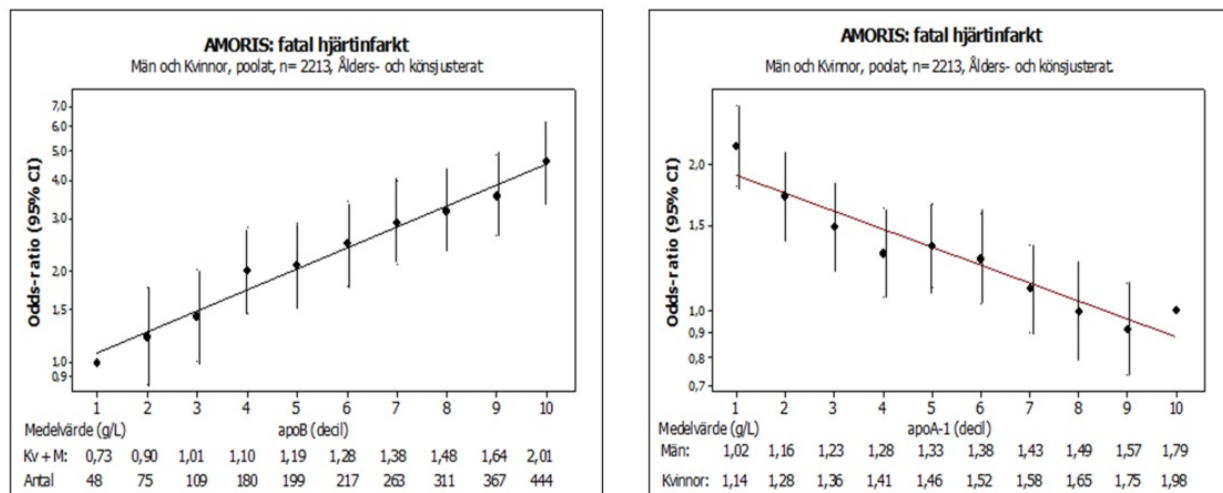 AMORIS: fatal hjärtinfarkt
Män och Kvinnor, poolat, n= 2213, Ålders- och könsjusterat
Odds-ratio (95% CI)
7,0
6,0
5,0
4,0
3,0
2,0
1,5
1,0
0,9
1 2 3 4 5 6 7 8 9 10
Medelvärde (g/L) apoB (decil)
Kv + M: 0,73 0,90 1,01 1,10 1,19 1,28 1,38 1,48 1,64 2,01
Antal 48 75 109 180 199 217 263 311 367 444
AMORIS: fatal hjärtinfarkt
Män och Kvinnor, poolat, n= 2213, Ålders- och könsjusterat.
Odds-ratio (95% CI)
2,0
1,5
1,0
0,9
0,8
0,7
1 2 3 4 5 6 7 8 9 10
Medelvärde (g/L) apoA-1 (decil)
Män: 1,02 1,16 1,23 1,28 1,33 1,38 1,43 1,49 1,57 1,79
Kvinnor: 1,14 1,28 1,36 1,41 1,46 1,52 1,58 1,65 1,75 1,98